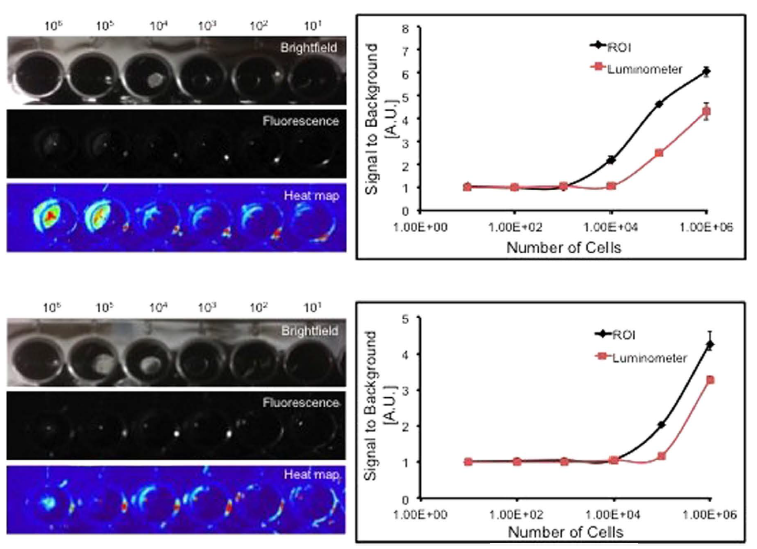 10⁶ 10⁵ 10⁴ 10³ 10² 10¹
Brightfield
Fluorescence
Heat map
8
7
6
5
4
3
2
1
0
Signal to Background
[A.U.]
ROI
Luminometer
1.00E+00 1.00E+02 1.00E+04 1.00E+06
Number of Cells
10⁶ 10⁵ 10⁴ 10³ 10² 10¹
Brightfield
Fluorescence
Heat map
5
4
3
2
1
0
Signal to Background
[A.U.]
ROI
Luminometer
1.00E+00 1.00E+02 1.00E+04 1.00E+06
Number of Cells